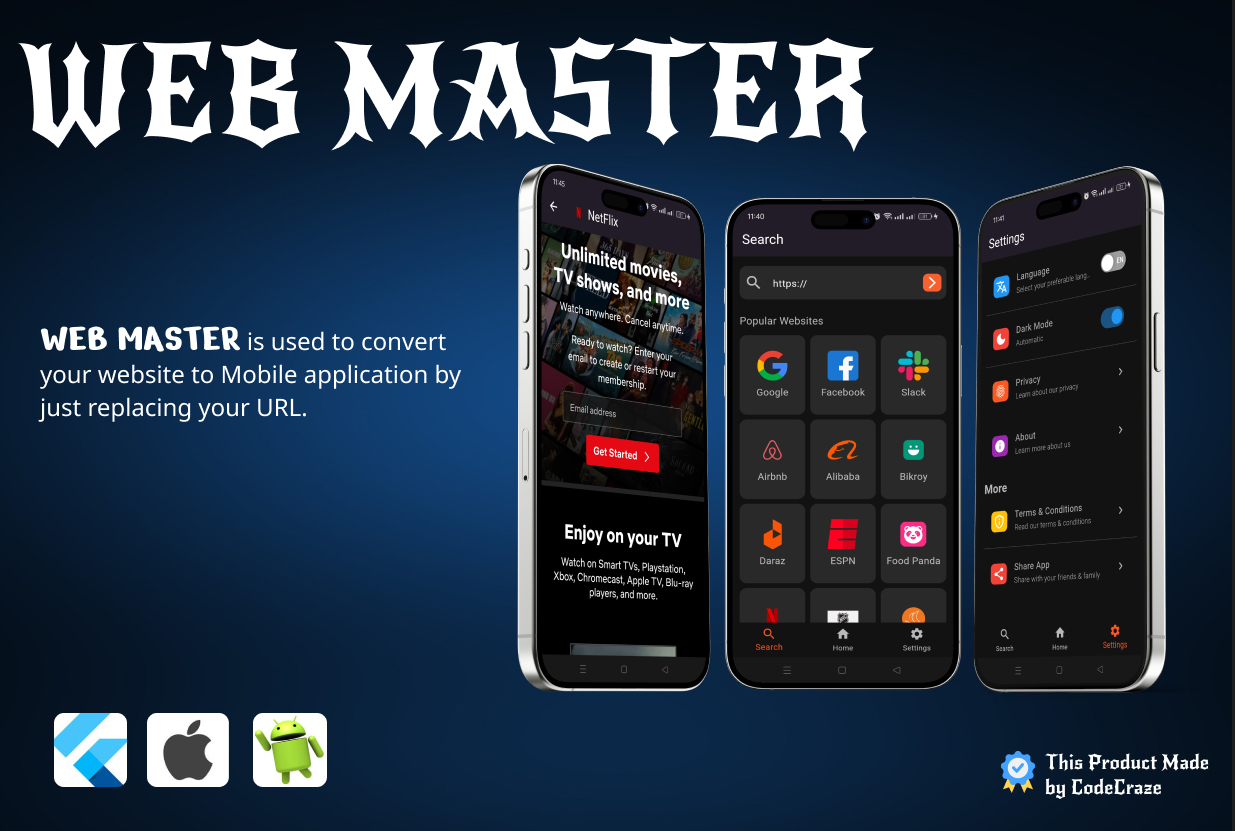 WEB MASTER
WEB MASTER is used to convert
your website to Mobile application by
just replacing your URL.
11:45
NetFlix
Unlimited movies,
TV shows, and more
Watch anywhere. Cancel anytime.
Ready to watch? Enter your
email to create or restart your
membership.
Email address
Get Started
Enjoy on your TV
Watch on Smart TVs, Playstation,
Xbox, Chromecast, Apple TV, Blu-ray
players, and more.
11:40
Search
https://
Popular Websites
Google Facebook Slack
Airbnb Alibaba Bikroy
Daraz ESPN Food Panda
Search Home Settings
11:41
Settings
Language
EN
Select your preferable lang..
Dark Mode
Automatic
Privacy
Learn about our privacy
About
Learn more about us
More
Terms & Conditions
Read our terms & conditions
Share App
Share with your friends & family
Search Home Settings
This Product Made
by CodeCraze